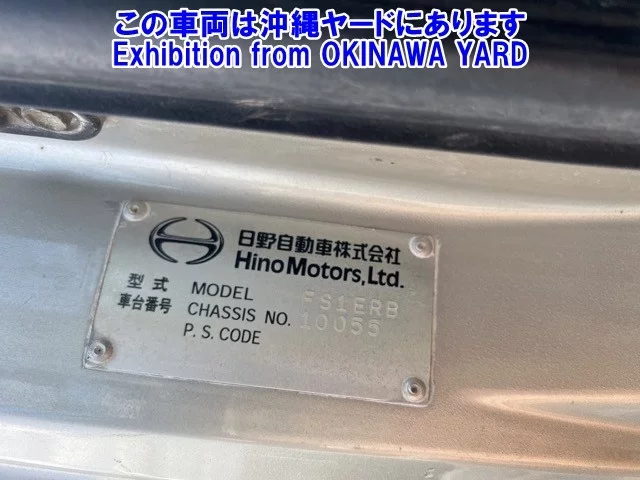 この車両は沖縄ヤードにあります
Exhibition from OKINAWA YARD
日野自動車株式会社
Hino Motors, Ltd.
型式 MODEL FS1ERB
車台番号 CHASSIS NO. 10055
P. S. CODE